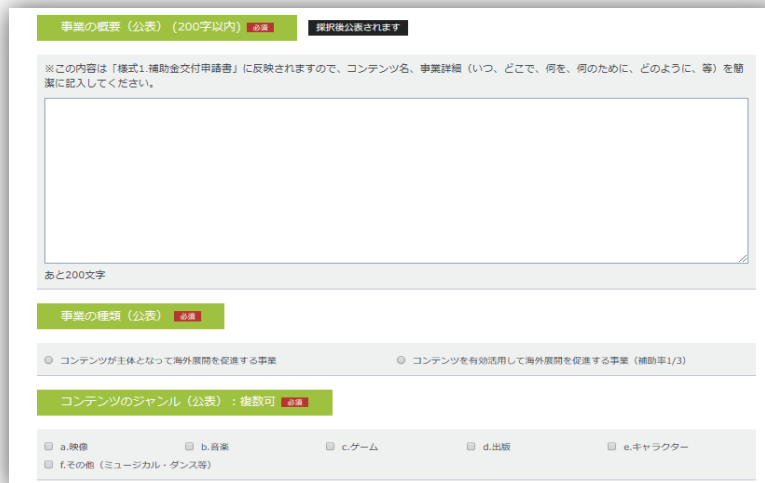 事業の概要（公表）(200字以内) 必須 採択後公表されます
※この内容は「様式1.補助金交付申請書」に反映されますので、コンテンツ名、事業詳細（いつ、どこで、何を、何のために、どのように、等）を簡
潔に記入してください。
あと200文字
事業の種類（公表） 必須
コンテンツが主体となって海外展開を促進する事業 コンテンツを有効活用して海外展開を促進する事業（補助率1/3）
コンテンツのジャンル（公表）：複数可 必須
a.映像 b.音楽 c.ゲーム d.出版 e.キャラクター
f.その他（ミュージカル・ダンス等）